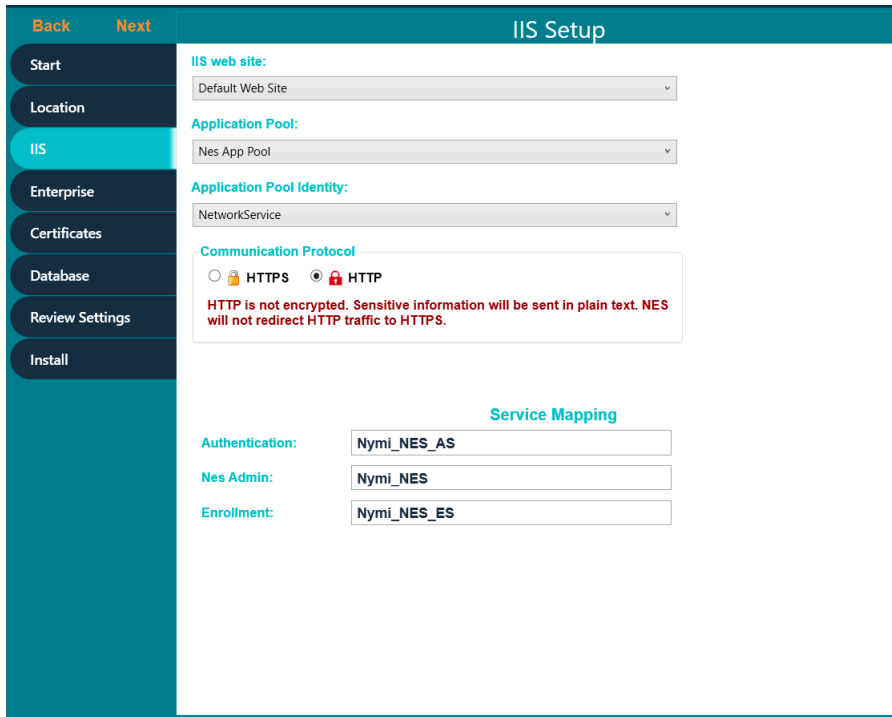 Back Next
IIS Setup
Start
Location
IIS
Enterprise
Certificates
Database
Review Settings
Install
IIS web site:
Default Web Site
Application Pool:
Nes App Pool
Application Pool Identity:
NetworkService
Communication Protocol
HTTPS HTTP
HTTP is not encrypted. Sensitive information will be sent in plain text. NES
will not redirect HTTP traffic to HTTPS.
Service Mapping
Authentication: Nymi_NES_AS
Nes Admin: Nymi_NES
Enrollment: Nymi_NES_ES